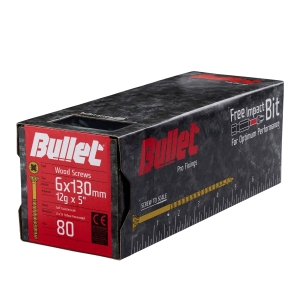 Bullet
Wood Screws
6x130mm
12g x 5"
80
Bullet
Pro Fixings
SCREW TO SCALE
Free Impact
Bit
For Optimum Performance